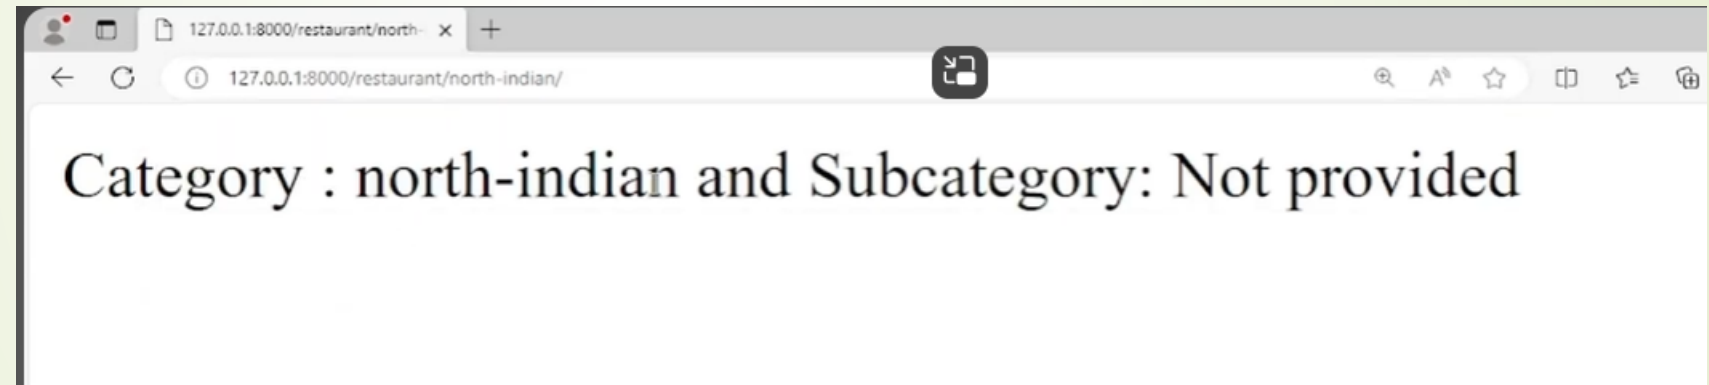 127.0.0.1:8000/restaurant/north-
127.0.0.1:8000/restaurant/north-indian/
Category : north-indian and Subcategory: Not provided